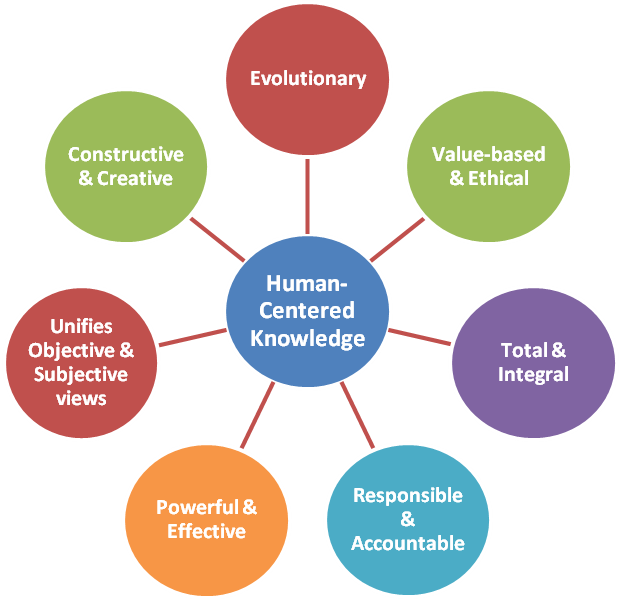 Evolutionary
Constructive
& Creative
Value-based
& Ethical
Human-
Centered
Knowledge
Unifies
Objective &
Subjective
views
Total &
Integral
Powerful &
Effective
Responsible
&
Accountable